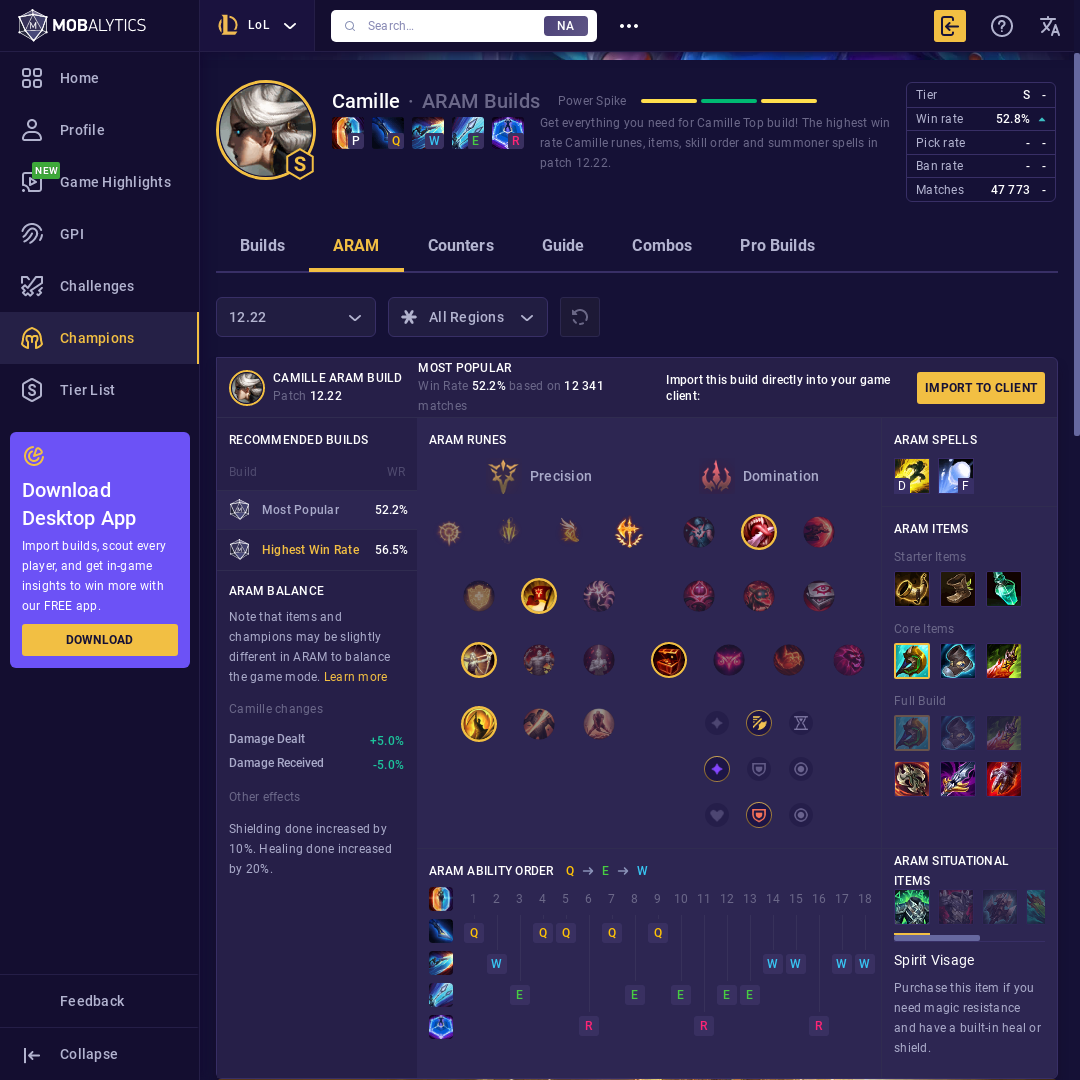 MOBALYTICS
LoL
Search...
NA
Home
Profile
NEW
Game Highlights
GPI
Challenges
Champions
Tier List
Download
Desktop App
Import builds, scout every
player, and get in-game
insights to win more with
our FREE app.
DOWNLOAD
Feedback
Collapse
S
Camille · ARAM Builds
Power Spike
P
Q
W
E
R
Get everything you need for Camille Top build! The highest win
rate Camille runes, items, skill order and summoner spells in
patch 12.22.
Tier S -
Win rate 52.8%
Pick rate - -
Ban rate - -
Matches 47 773 -
Builds
ARAM
Counters
Guide
Combos
Pro Builds
12.22
All Regions
CAMILLE ARAM BUILD
Patch 12.22
MOST POPULAR
Win Rate 52.2% based on 12 341
matches
Import this build directly into your game
client:
IMPORT TO CLIENT
RECOMMENDED BUILDS
Build WR
Most Popular 52.2%
Highest Win Rate 56.5%
ARAM BALANCE
Note that items and
champions may be slightly
different in ARAM to balance
the game mode. Learn more
Camille changes
Damage Dealt +5.0%
Damage Received -5.0%
Other effects
Shielding done increased by
10%. Healing done increased
by 20%.
ARAM RUNES
Precision
Domination
ARAM ABILITY ORDER Q → E → W
1 2 3 4 5 6 7 8 9 10 11 12 13 14 15 16 17 18
Q Q Q Q Q
W W W W W
E E E E E
R R R
ARAM SPELLS
D
F
ARAM ITEMS
Starter Items
Core Items
Full Build
ARAM SITUATIONAL
ITEMS
Spirit Visage
Purchase this item if you
need magic resistance
and have a built-in heal or
shield.